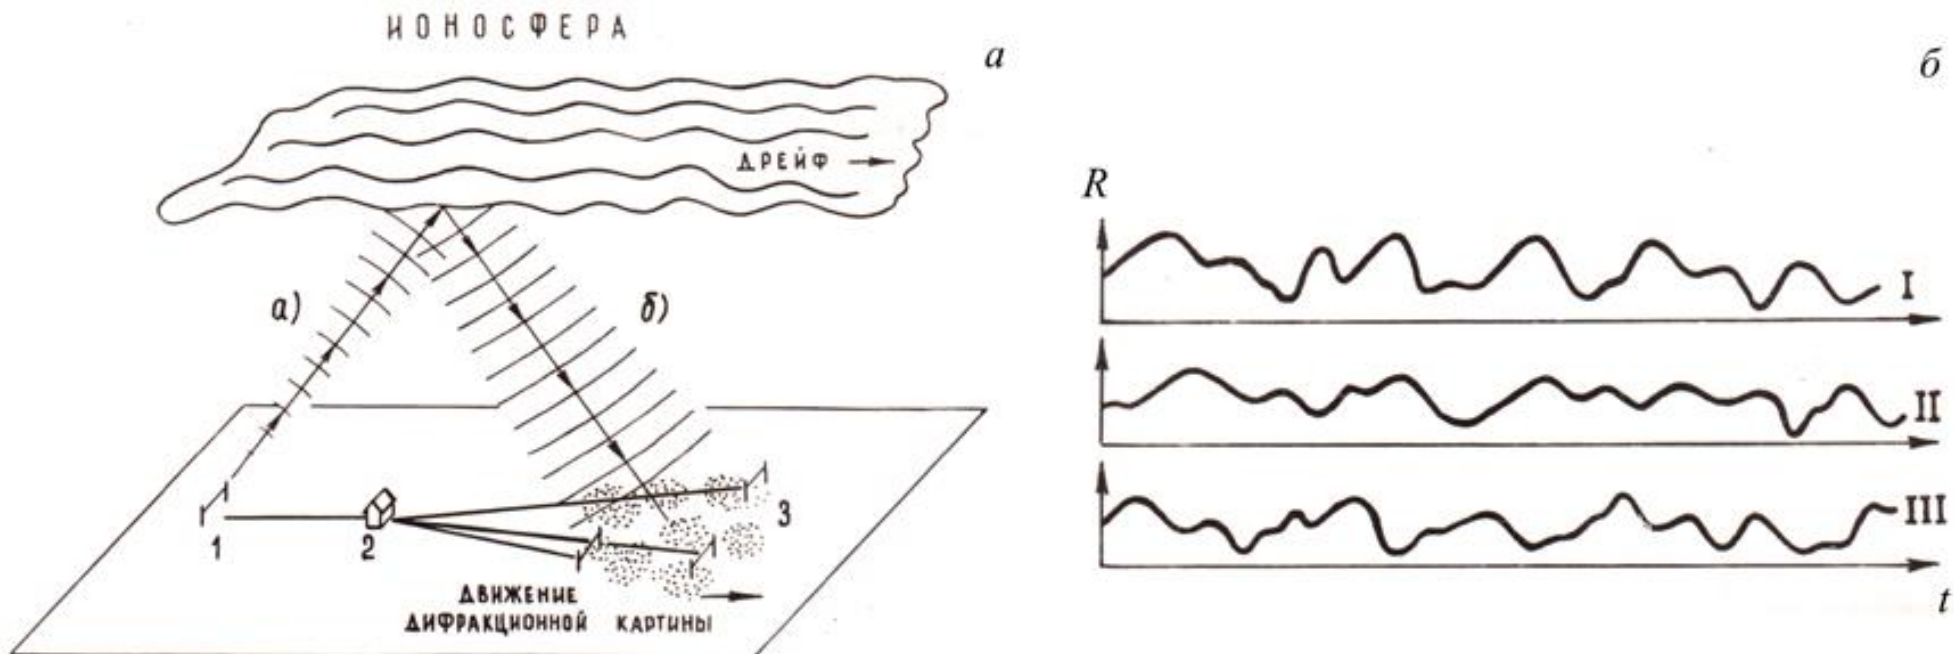 ИОНОСФЕРА
а
ДРЕЙФ
а)
б)
1
2
3
ДВИЖЕНИЕ
ДИФРАКЦИОННОЙ КАРТИНЫ
б
R
I
II
III
t